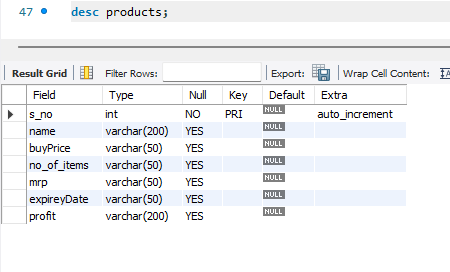 47 desc products;
Result Grid Filter Rows: Export: Wrap Cell Content:
Field Type Null Key Default Extra
s_no int NO PRI NULL auto_increment
name varchar(200) YES NULL
buyPrice varchar(50) YES NULL
no_of_items varchar(50) YES NULL
mrp varchar(50) YES NULL
expireyDate varchar(50) YES NULL
profit varchar(200) YES NULL